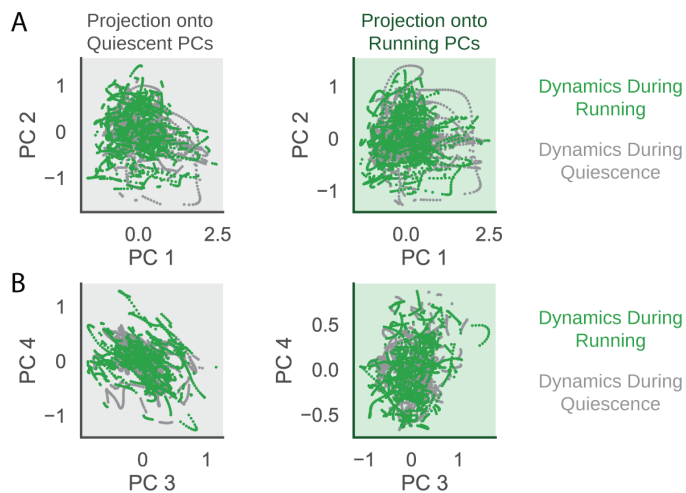 A
Projection onto
Quiescent PCs
Projection onto
Running PCs
1
0
−1
PC 2
0.0
2.5
PC 1
1
0
−1
PC 2
0.0
2.5
PC 1
Dynamics During
Running
Dynamics During
Quiescence
B
1
0
−1
PC 4
0
1
PC 3
0.5
0.0
−0.5
PC 4
−1
0
1
PC 3
Dynamics During
Running
Dynamics During
Quiescence